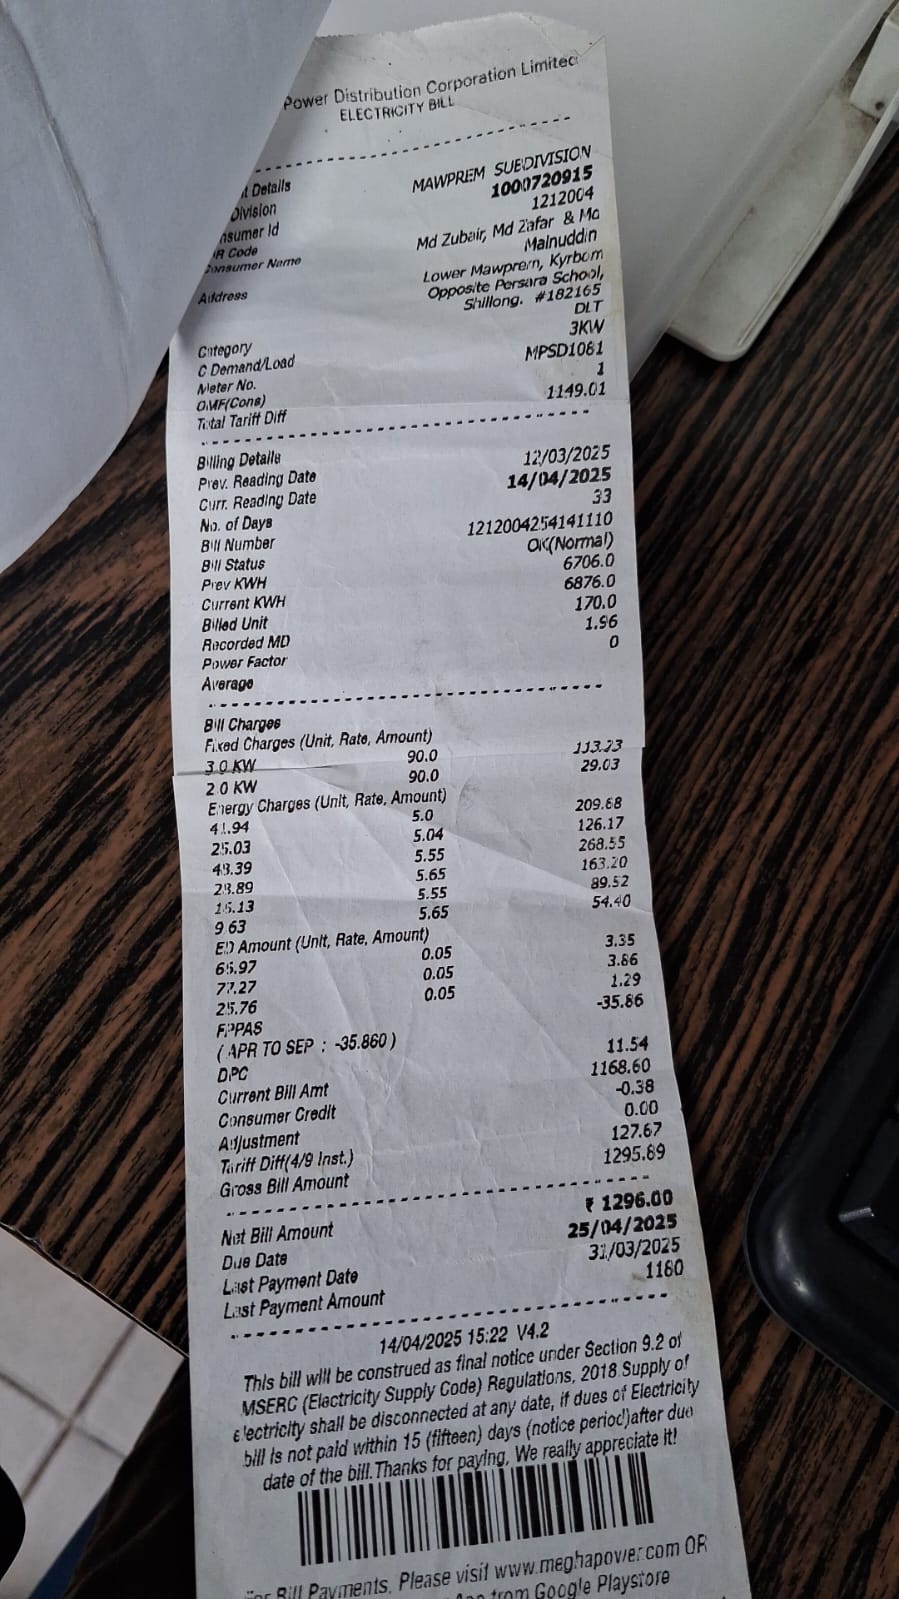 Power Distribution Corporation Limited
ELECTRICITY BILL
Details
Division MAWPREM SUBDIVISION
Id 1000720915
Code 1212004
Consumer Name Md Zubair, Md Zafar & Md
Mainuddin
Address Lower Mawprem, Kyrbom
Opposite Persara School,
Shillong. #182165
Category DLT
C Demand/Load 3KW
Meter No. MPSD1081
OMF(Cons) 1
Total Tariff Diff 1149.01
Billing Details
Prev. Reading Date 12/03/2025
Curr. Reading Date 14/04/2025
No. of Days 33
Bill Number 1212004254141110
Bill Status OK(Normal)
Prev KWH 6706.0
Current KWH 6876.0
Billed Unit 170.0
Recorded MD 1.96
Power Factor 0
Average
Bill Charges
Fixed Charges (Unit, Rate, Amount)
3.0 KW 90.0
2.0 KW 90.0 29.03
Energy Charges (Unit, Rate, Amount)
41.94 5.0 209.68
25.03 5.04 126.17
48.39 5.55 268.55
28.89 5.65 163.20
16.13 5.55 89.52
9.63 5.65 54.40
ED Amount (Unit, Rate, Amount)
66.97 0.05 3.35
77.27 0.05 3.86
25.76 0.05 1.29
FPPAS -35.86
( APR TO SEP : -35.860 )
DPC 11.54
Current Bill Amt 1168.60
Consumer Credit -0.38
Adjustment 0.00
Tariff Diff(4/9 Inst.) 127.67
Gross Bill Amount 1295.89
Net Bill Amount ₹ 1296.00
Due Date 25/04/2025
Last Payment Date 31/03/2025
Last Payment Amount 1180
14/04/2025 15:22 V4.2
This bill will be construed as final notice under Section 9.2 of
MSERC (Electricity Supply Code) Regulations, 2018 Supply of
electricity shall be disconnected at any date, if dues of Electricity
bill is not paid within 15 (fifteen) days (notice period)after due
date of the bill.Thanks for paying, We really appreciate it!
For Bill Payments, Please visit www.meghapower.com OR
from Google Playstore